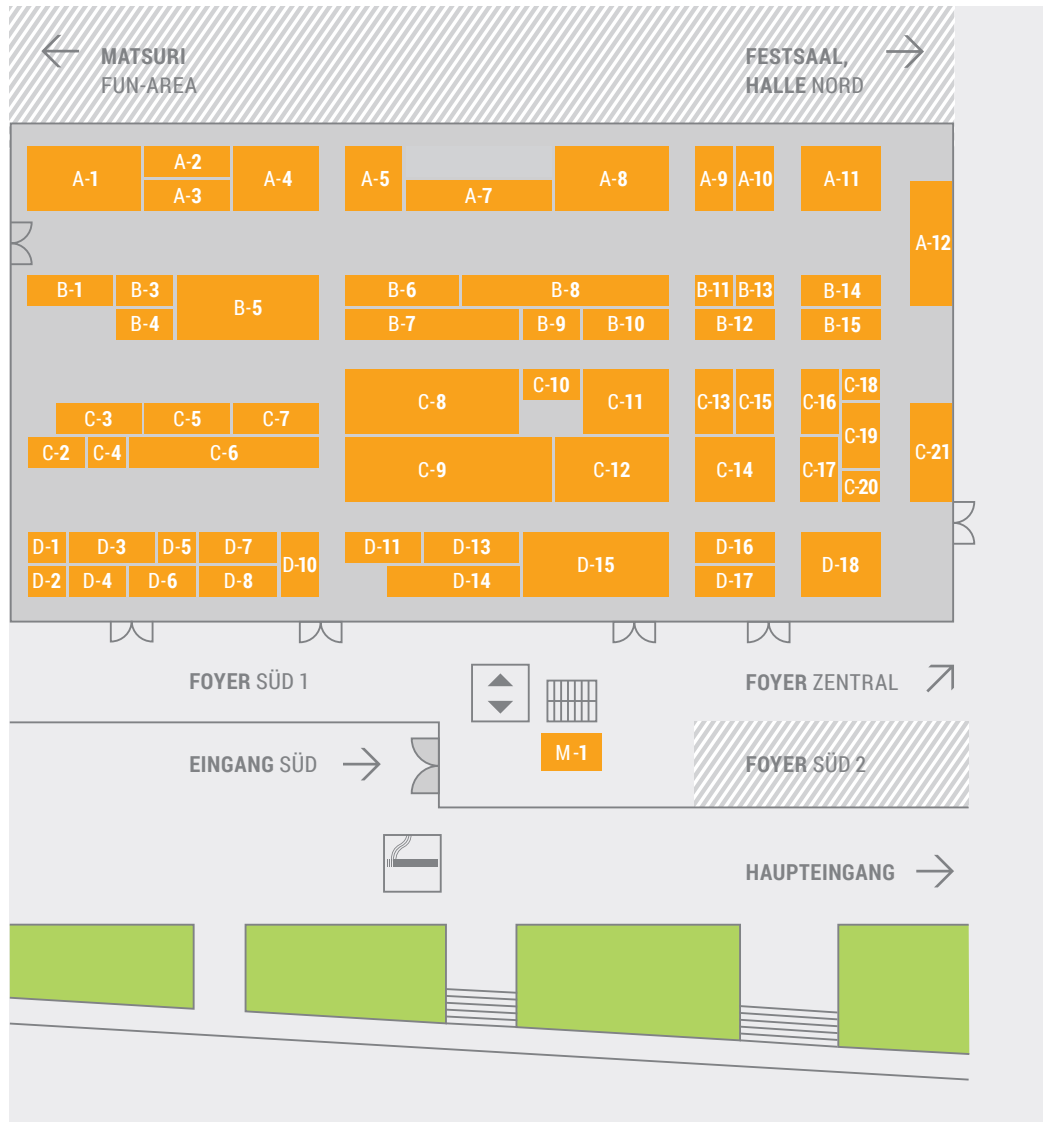 MATSURI
FUN-AREA
FESTSAAL,
HALLE NORD
A-1
A-2
A-3
A-4
A-5
A-7
A-8
A-9
A-10
A-11
A-12
B-1
B-3
B-4
B-5
B-6
B-8
B-7
B-9
B-10
B-11
B-13
B-12
B-14
B-15
C-3
C-5
C-7
C-2
C-4
C-6
C-8
C-10
C-11
C-9
C-12
C-13
C-15
C-14
C-16
C-18
C-19
C-17
C-20
C-21
D-1
D-3
D-5
D-7
D-10
D-2
D-4
D-6
D-8
D-11
D-13
D-14
D-15
D-16
D-17
D-18
FOYER SÜD 1
FOYER ZENTRAL
EINGANG SÜD
M-1
FOYER SÜD 2
HAUPTEINGANG